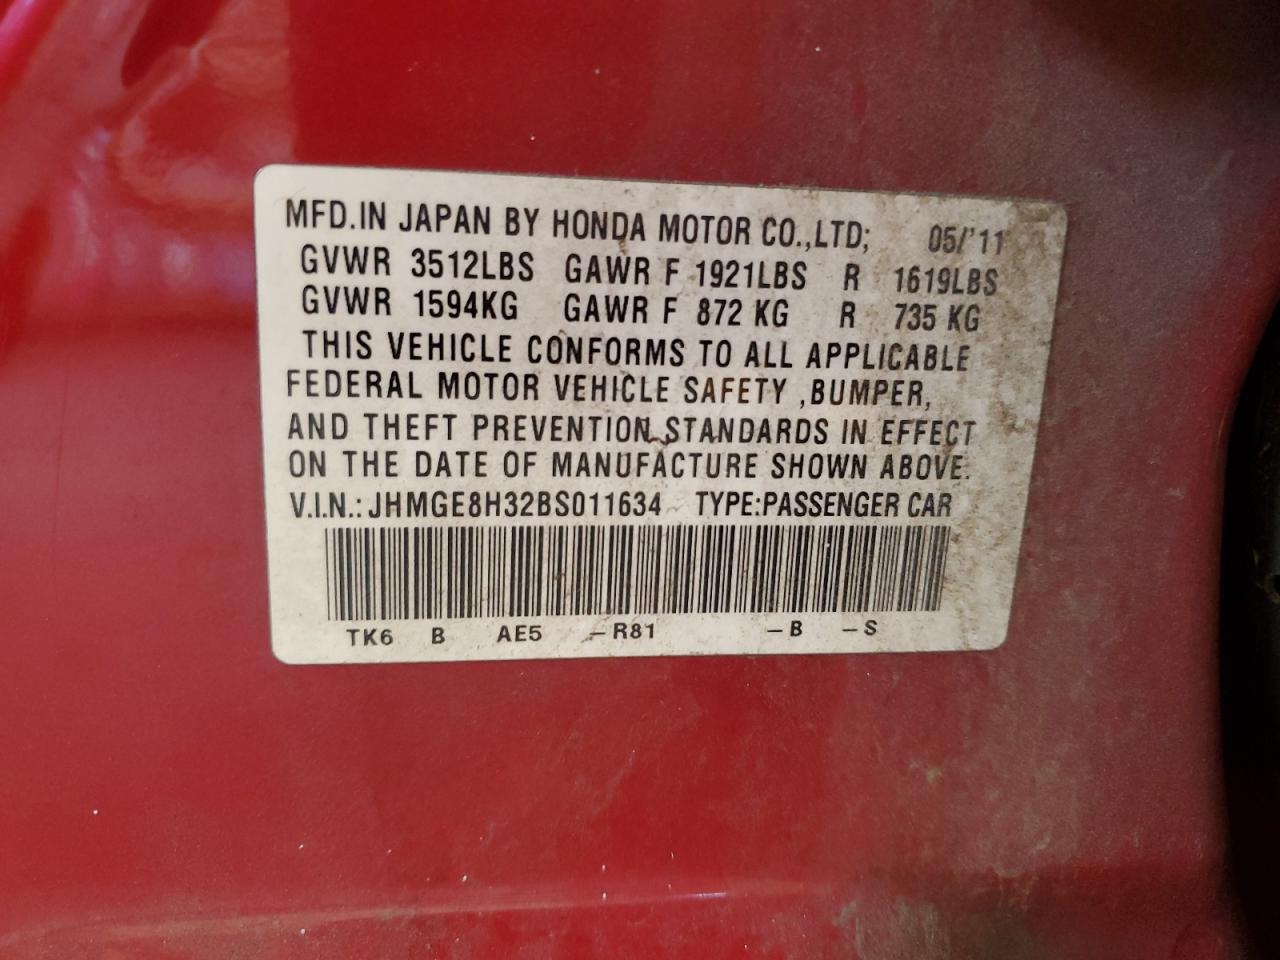 MFD.IN JAPAN BY HONDA MOTOR CO.,LTD; 05/'11
GVWR 3512LBS GAWR F 1921LBS R 1619LBS
GVWR 1594KG GAWR F 872 KG R 735 KG
THIS VEHICLE CONFORMS TO ALL APPLICABLE
FEDERAL MOTOR VEHICLE SAFETY ,BUMPER,
AND THEFT PREVENTION STANDARDS IN EFFECT
ON THE DATE OF MANUFACTURE SHOWN ABOVE.
V.I.N.: JHMGE8H32BS011634 TYPE:PASSENGER CAR
TK6 B AE5 –R81 –B –S